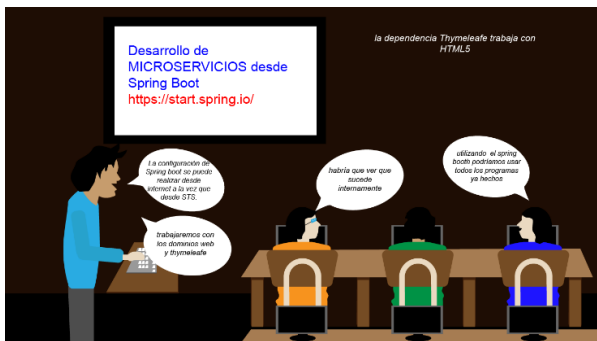 Desarrollo de
MICROSERVICIOS desde
Spring Boot
https://start.spring.io/
la dependencia Thymeleafe trabaja con
HTML5
La configuración de
Spring boot se puede
realizar desde
internet a la vez que
desde STS.
trabajaremos con
los dominios web
y thymeleafe
habría que ver que
sucede
internamente
utilizando el spring
booth podríamos usar
todos los programas
ya hechos